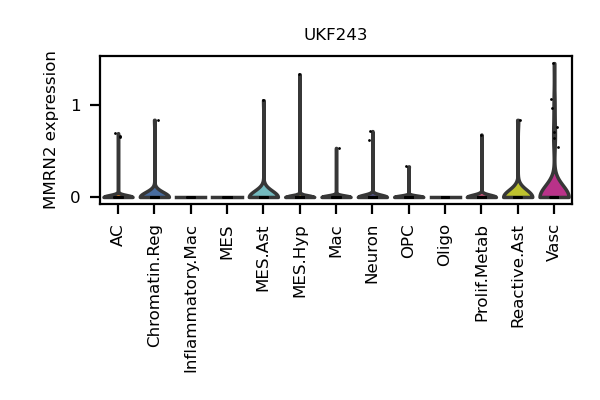 UKF243
MMRN2 expression
1
0
AC
Chromatin.Reg
Inflammatory.Mac
MES
MES.Ast
MES.Hyp
Mac
Neuron
OPC
Oligo
Prolif.Metab
Reactive.Ast
Vasc